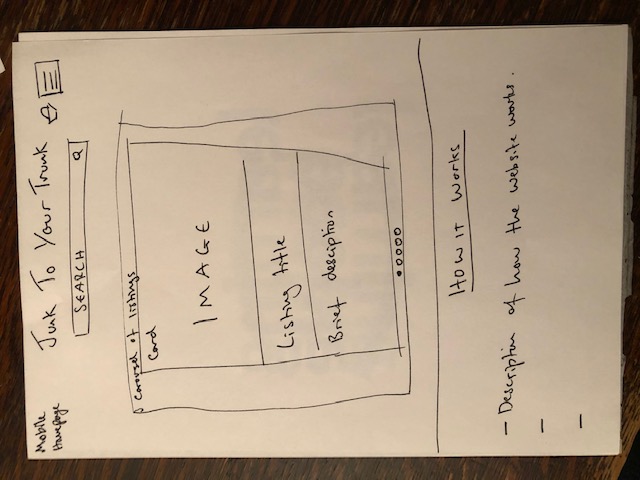 Mobile
Homepage
Junk To Your Trunk
SEARCH
Carousel of listings
Card
IMAGE
Listing title
Brief desciption
How it works
- Description of how the website works.
-
-